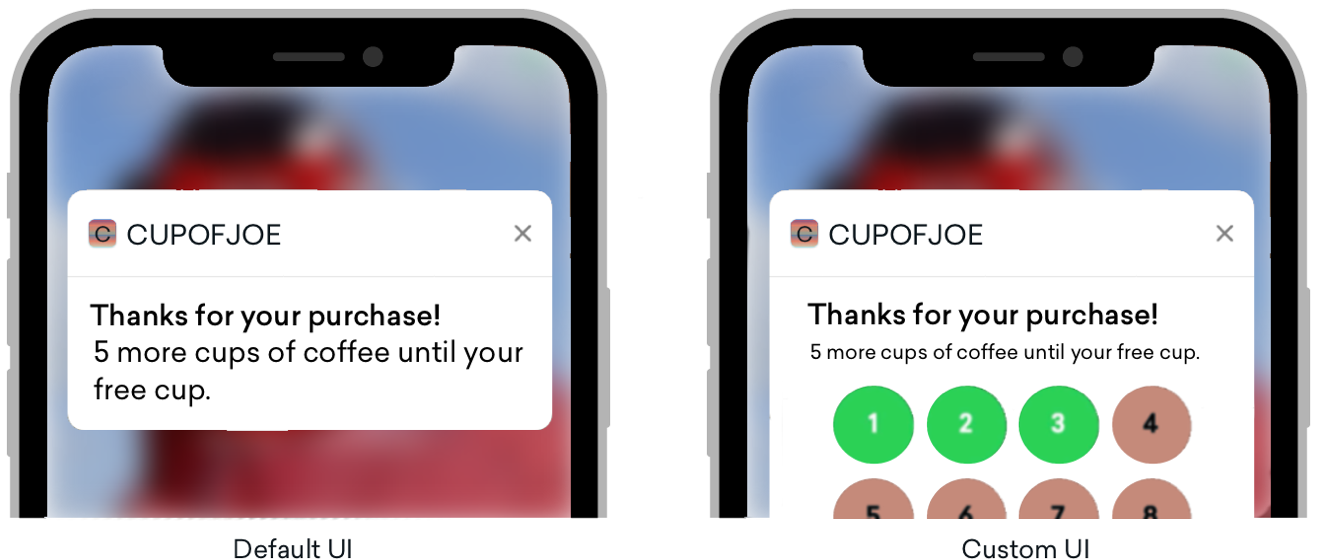 C CUPOFJOE
Thanks for your purchase!
5 more cups of coffee until your
free cup.
Default UI
C CUPOFJOE
Thanks for your purchase!
5 more cups of coffee until your free cup.
1 2 3 4
5 6 7 8
Custom UI